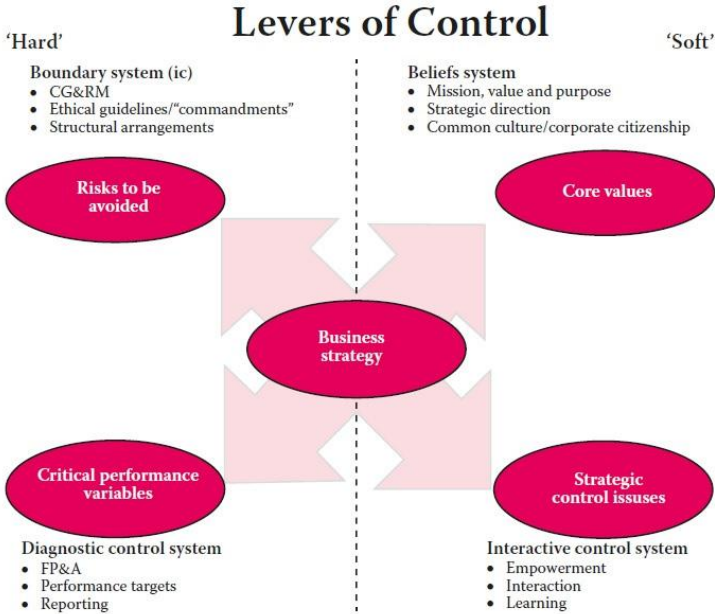 Levers of Control
'Hard'
'Soft'
Boundary system (ic)
• CG&RM
• Ethical guidelines/“commandments”
• Structural arrangements
Beliefs system
• Mission, value and purpose
• Strategic direction
• Common culture/corporate citizenship
Risks to be
avoided
Core values
Business
strategy
Critical performance
variables
Strategic
control issuses
Diagnostic control system
• FP&A
• Performance targets
• Reporting
Interactive control system
• Empowerment
• Interaction
• Learning